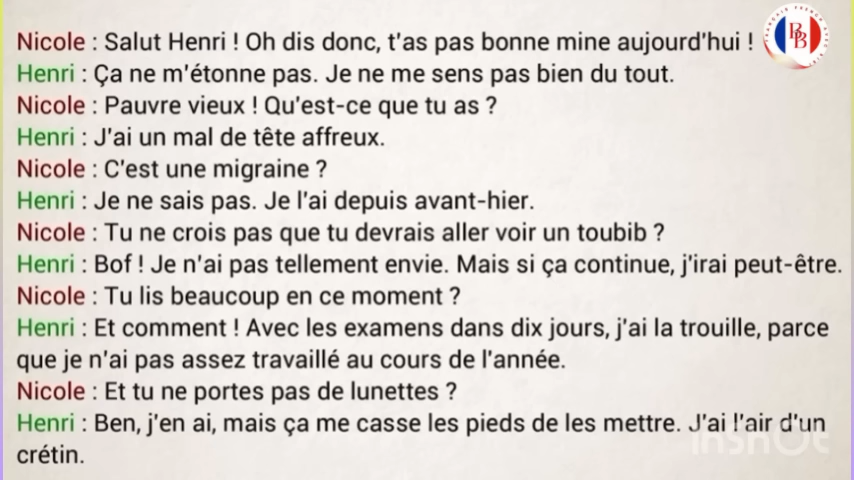 Nicole : Salut Henri ! Oh dis donc, t'as pas bonne mine aujourd'hui !
Henri : Ça ne m'étonne pas. Je ne me sens pas bien du tout.
Nicole : Pauvre vieux ! Qu'est-ce que tu as ?
Henri : J'ai un mal de tête affreux.
Nicole : C'est une migraine ?
Henri : Je ne sais pas. Je l'ai depuis avant-hier.
Nicole : Tu ne crois pas que tu devrais aller voir un toubib ?
Henri : Bof ! Je n'ai pas tellement envie. Mais si ça continue, j'irai peut-être.
Nicole : Tu lis beaucoup en ce moment ?
Henri : Et comment ! Avec les examens dans dix jours, j'ai la trouille, parce
que je n'ai pas assez travaillé au cours de l'année.
Nicole : Et tu ne portes pas de lunettes ?
Henri : Ben, j'en ai, mais ça me casse les pieds de les mettre. J'ai l'air d'un
crétin.
InShOt